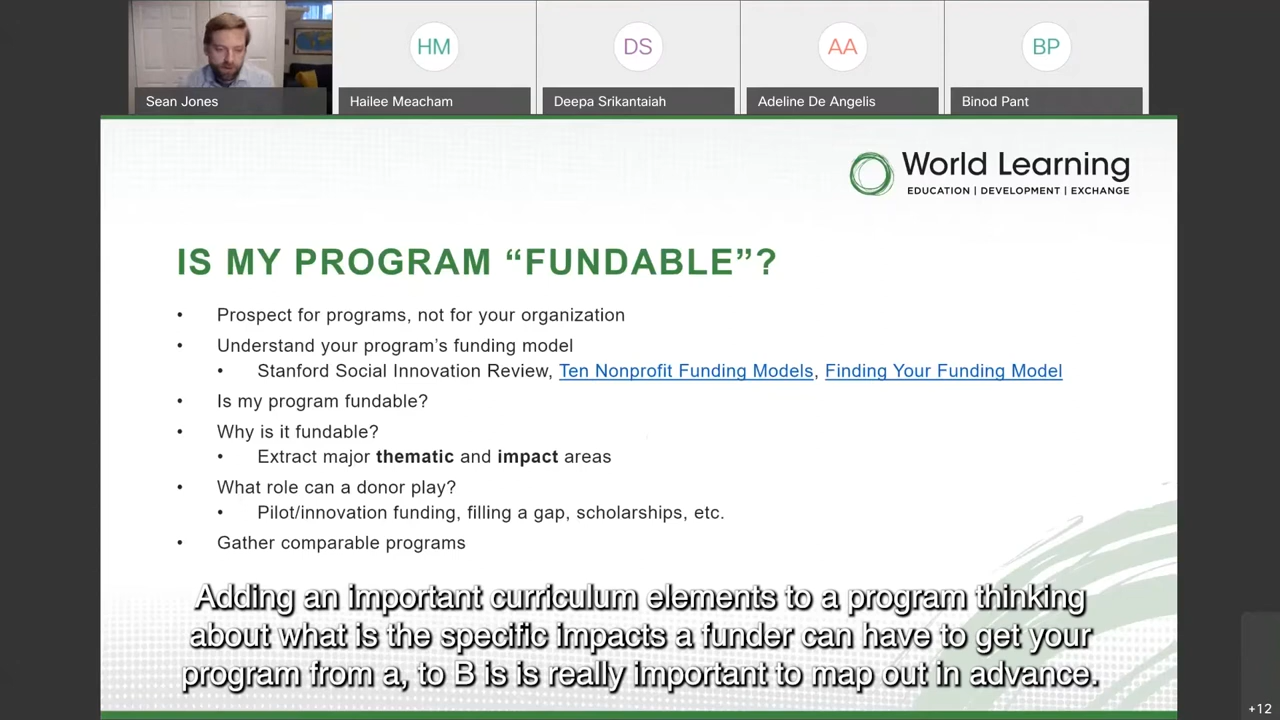 HM
DS
AA
BP
Sean Jones
Hailee Meacham
Deepa Srikantaiah
Adeline De Angelis
Binod Pant
World Learning
EDUCATION | DEVELOPMENT | EXCHANGE
IS MY PROGRAM “FUNDABLE”?
• Prospect for programs, not for your organization
• Understand your program’s funding model
• Stanford Social Innovation Review, Ten Nonprofit Funding Models, Finding Your Funding Model
• Is my program fundable?
• Why is it fundable?
• Extract major thematic and impact areas
• What role can a donor play?
• Pilot/innovation funding, filling a gap, scholarships, etc.
• Gather comparable programs
Adding an important curriculum elements to a program thinking
about what is the specific impacts a funder can have to get your
program from a, to B is is really important to map out in advance.
+12